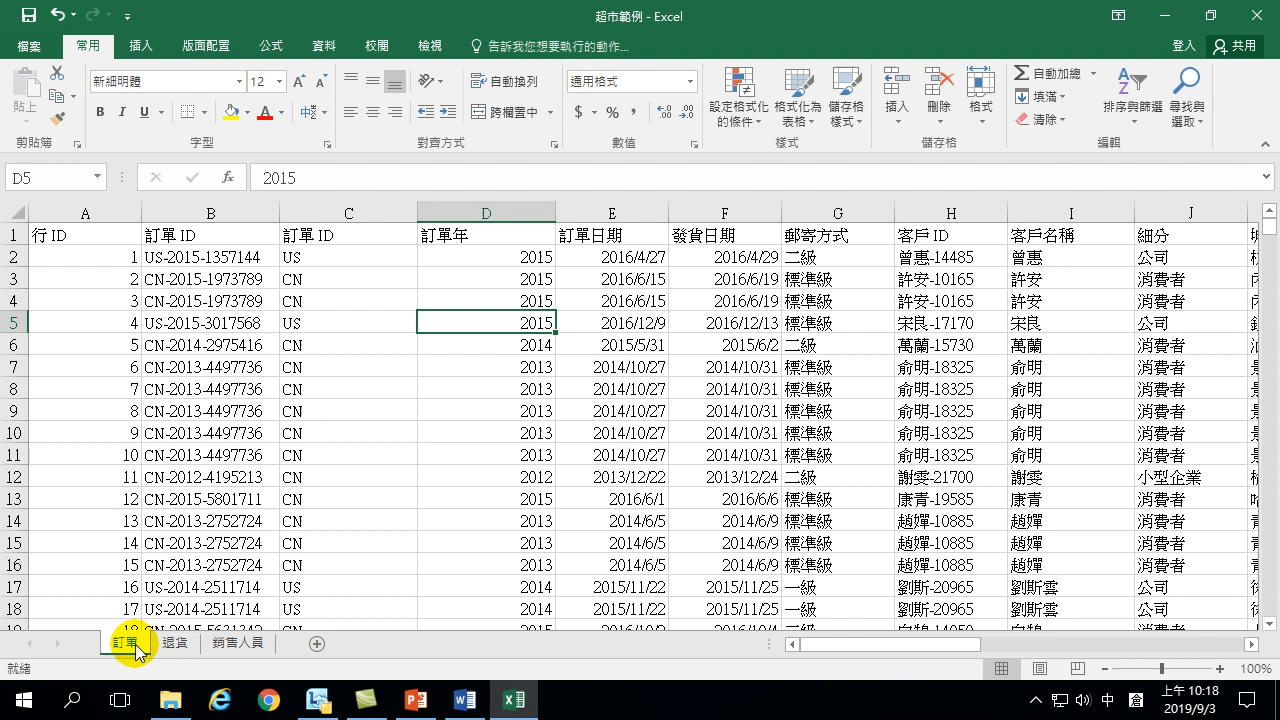 超市範例 - Excel
檔案 常用 插入 版面配置 公式 資料 校閱 檢視 告訴我您想要執行的動作... 登入 共用
新細明體 12 自動換列 通用格式 自動加總
貼上 B I U 跨欄置中 $ % 設定格式化的條件 格式化為表格 儲存格樣式 插入 刪除 格式 填滿 清除 排序與篩選 尋找與選取
剪貼簿 字型 對齊方式 數值 樣式 儲存格 編輯
D5 fx 2015
A B C D E F G H I J
1 行 ID 訂單 ID 訂單 ID 訂單年 訂單日期 發貨日期 郵寄方式 客戶 ID 客戶名稱 細分
2 1 US-2015-1357144 US 2015 2016/4/27 2016/4/29 二級 曾惠-14485 曾惠 公司
3 2 CN-2015-1973789 CN 2015 2016/6/15 2016/6/19 標準級 許安-10165 許安 消費者
4 3 CN-2015-1973789 CN 2015 2016/6/15 2016/6/19 標準級 許安-10165 許安 消費者
5 4 US-2015-3017568 US 2015 2016/12/9 2016/12/13 標準級 宋良-17170 宋良 公司
6 5 CN-2014-2975416 CN 2014 2015/5/31 2015/6/2 二級 萬蘭-15730 萬蘭 消費者
7 6 CN-2013-4497736 CN 2013 2014/10/27 2014/10/31 標準級 俞明-18325 俞明 消費者
8 7 CN-2013-4497736 CN 2013 2014/10/27 2014/10/31 標準級 俞明-18325 俞明 消費者
9 8 CN-2013-4497736 CN 2013 2014/10/27 2014/10/31 標準級 俞明-18325 俞明 消費者
10 9 CN-2013-4497736 CN 2013 2014/10/27 2014/10/31 標準級 俞明-18325 俞明 消費者
11 10 CN-2013-4497736 CN 2013 2014/10/27 2014/10/31 標準級 俞明-18325 俞明 消費者
12 11 CN-2012-4195213 CN 2012 2013/12/22 2013/12/24 二級 謝雯-21700 謝雯 小型企業
13 12 CN-2015-5801711 CN 2015 2016/6/1 2016/6/6 標準級 康青-19585 康青 消費者
14 13 CN-2013-2752724 CN 2013 2014/6/5 2014/6/9 標準級 趙嬋-10885 趙嬋 消費者
15 14 CN-2013-2752724 CN 2013 2014/6/5 2014/6/9 標準級 趙嬋-10885 趙嬋 消費者
16 15 CN-2013-2752724 CN 2013 2014/6/5 2014/6/9 標準級 趙嬋-10885 趙嬋 消費者
17 16 US-2014-2511714 US 2014 2015/11/22 2015/11/25 一級 劉斯-20965 劉斯雲 公司
18 17 US-2014-2511714 US 2014 2015/11/22 2015/11/25 一級 劉斯-20965 劉斯雲 公司
訂單 退貨 銷售人員
就緒 100%
中 上午 10:18
2019/9/3